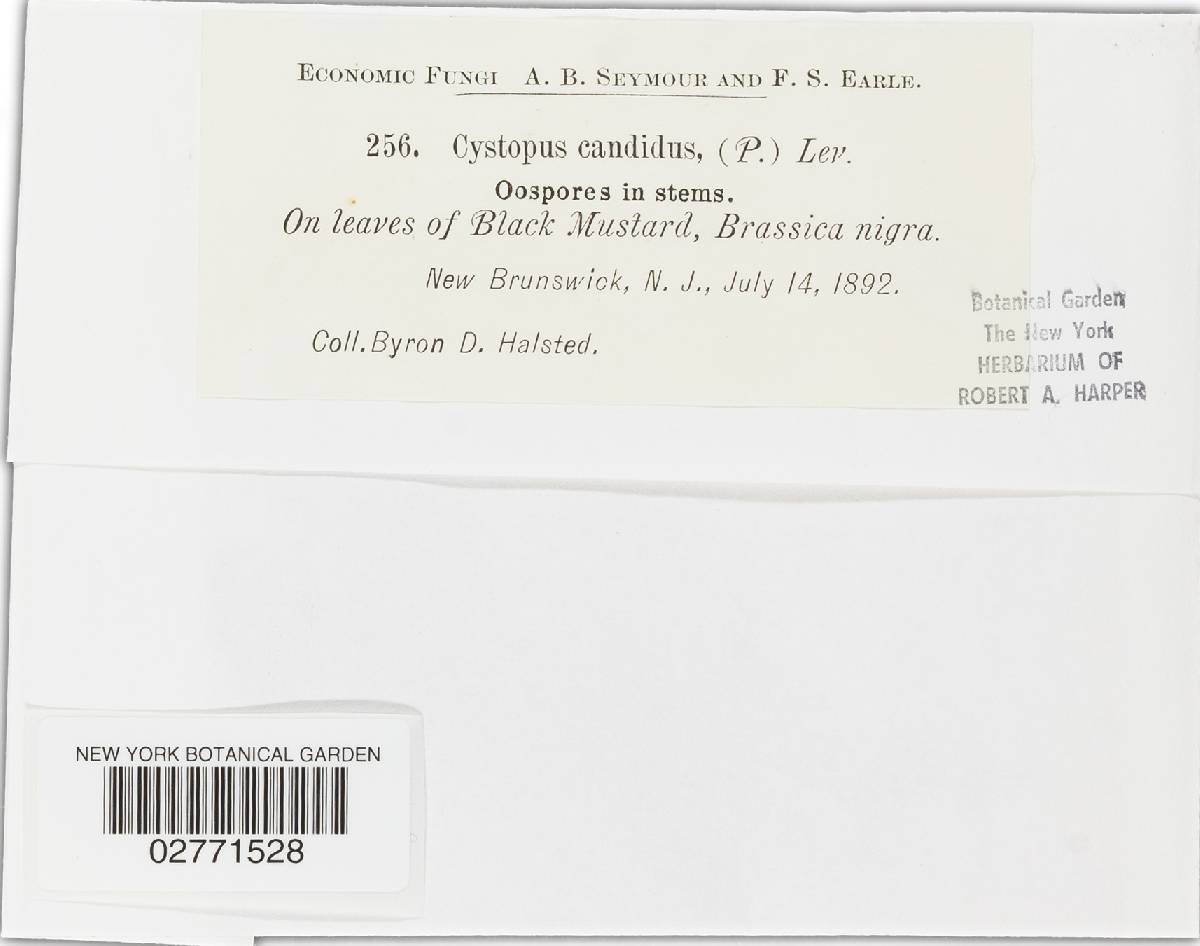 Economic Fungi A. B. Seymour and F. S. Earle.
256. Cystopus candidus, (P.) Lev.
Oospores in stems.
On leaves of Black Mustard, Brassica nigra.
New Brunswick, N. J., July 14, 1892.
Coll. Byron D. Halsted.
Botanical Garden
The New York
HERBARIUM OF
ROBERT A. HARPER
NEW YORK BOTANICAL GARDEN
02771528